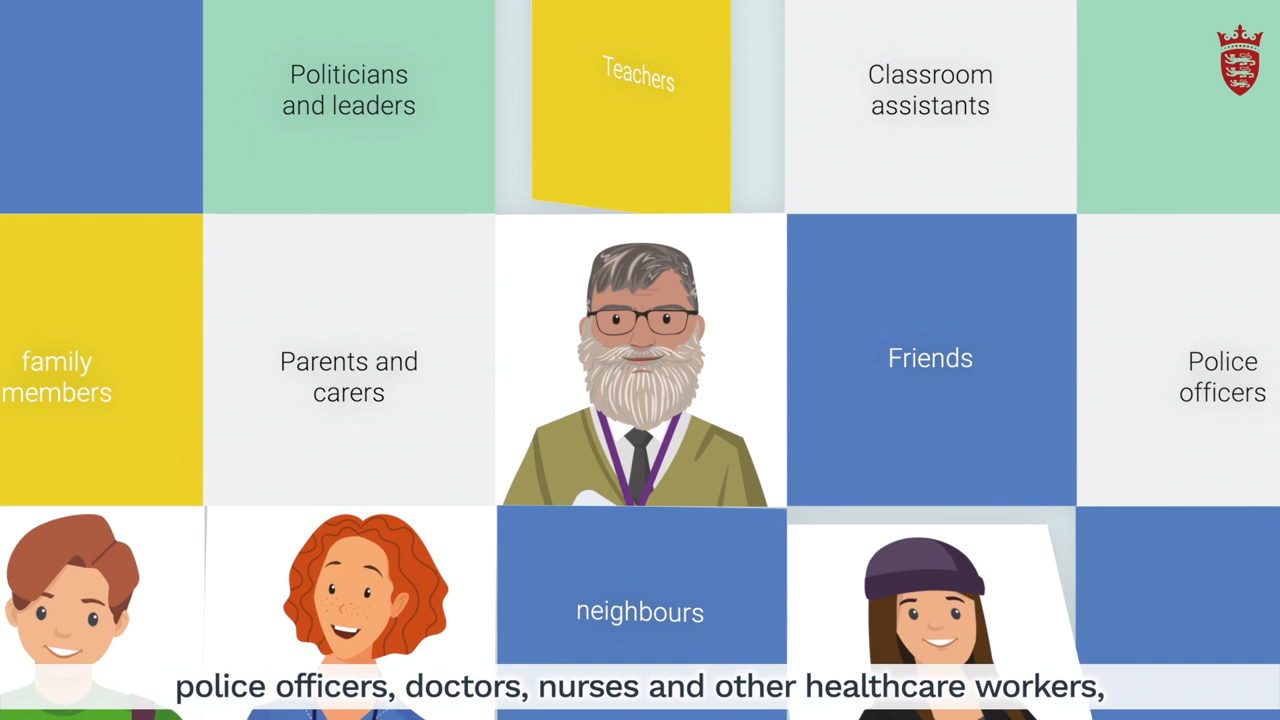 Politicians
and leaders
Teachers
Classroom
assistants
family
members
Parents and
carers
Friends
Police
officers
neighbours
police officers, doctors, nurses and other healthcare workers,